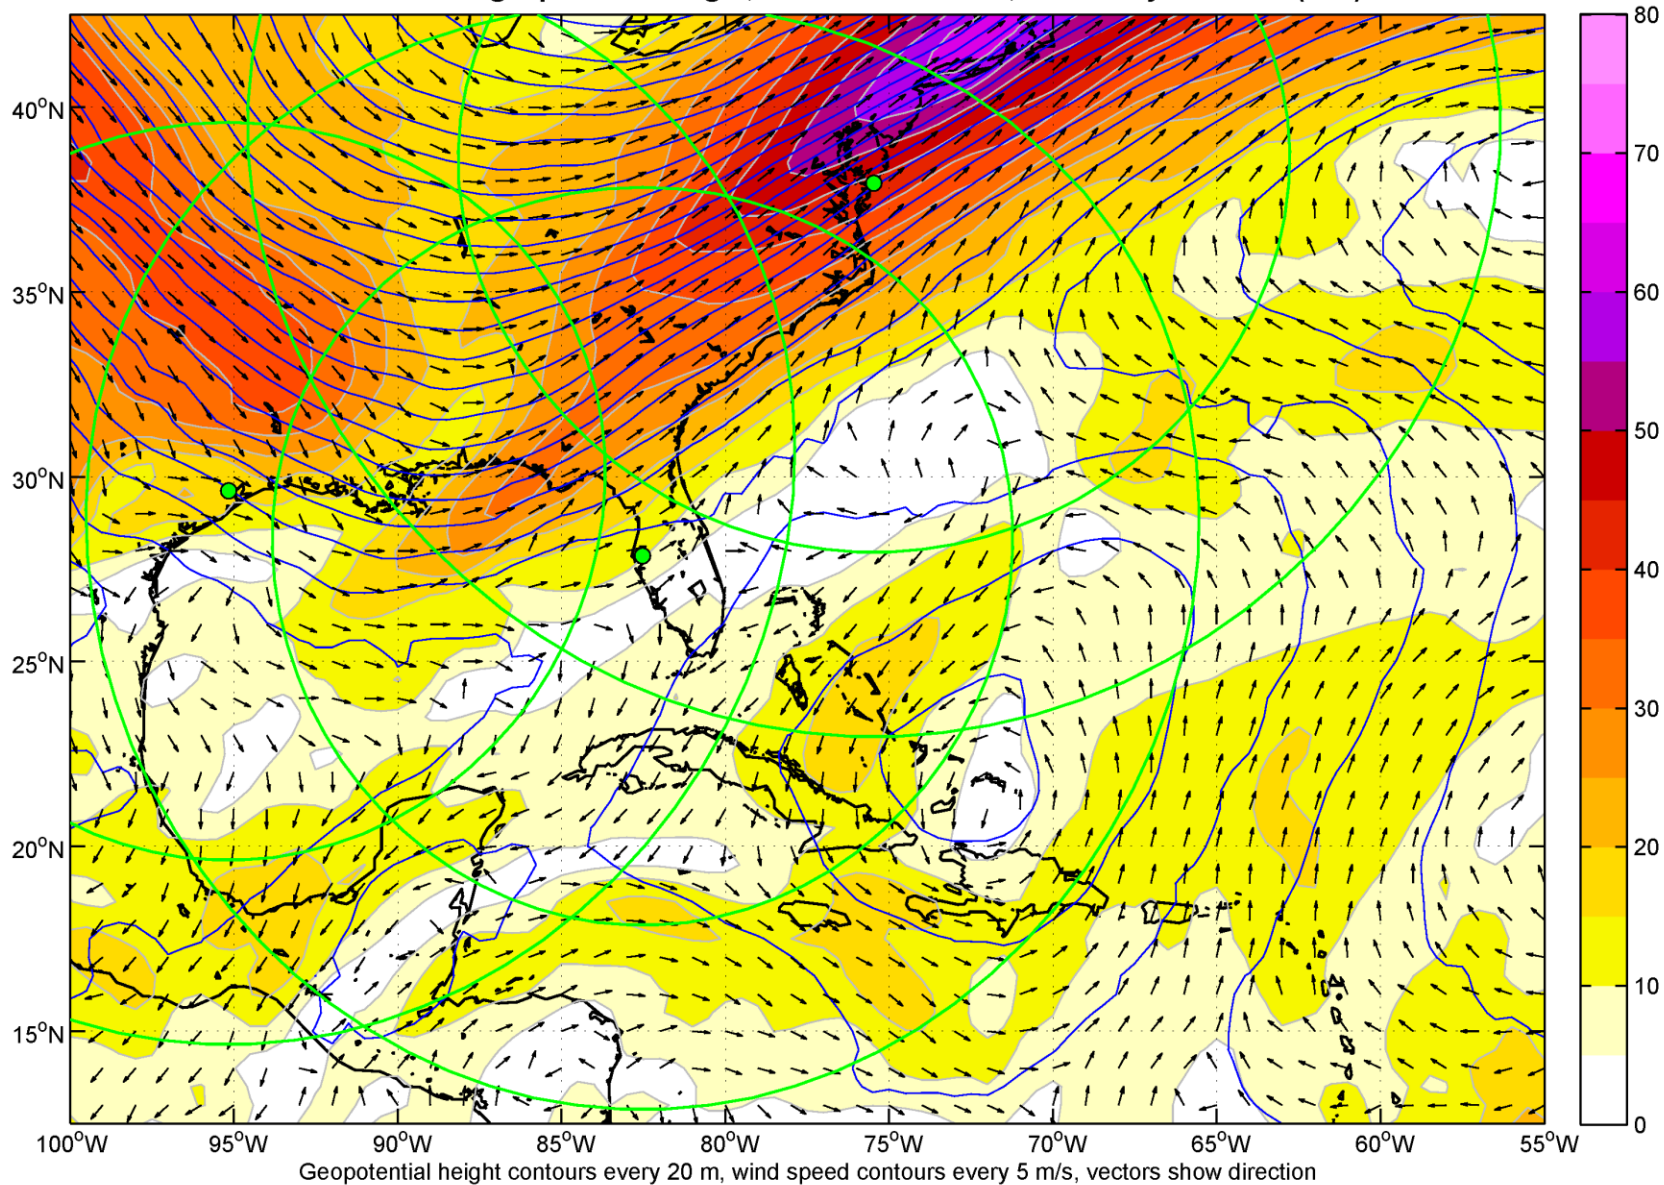 80
40°N
70
35°N
60
50
30°N
40
25°N
30
20
20°N
10
15°N
0
100°W 95°W 90°W 85°W 80°W 75°W 70°W 65°W 60°W 55°W
Geopotential height contours every 20 m, wind speed contours every 5 m/s, vectors show direction